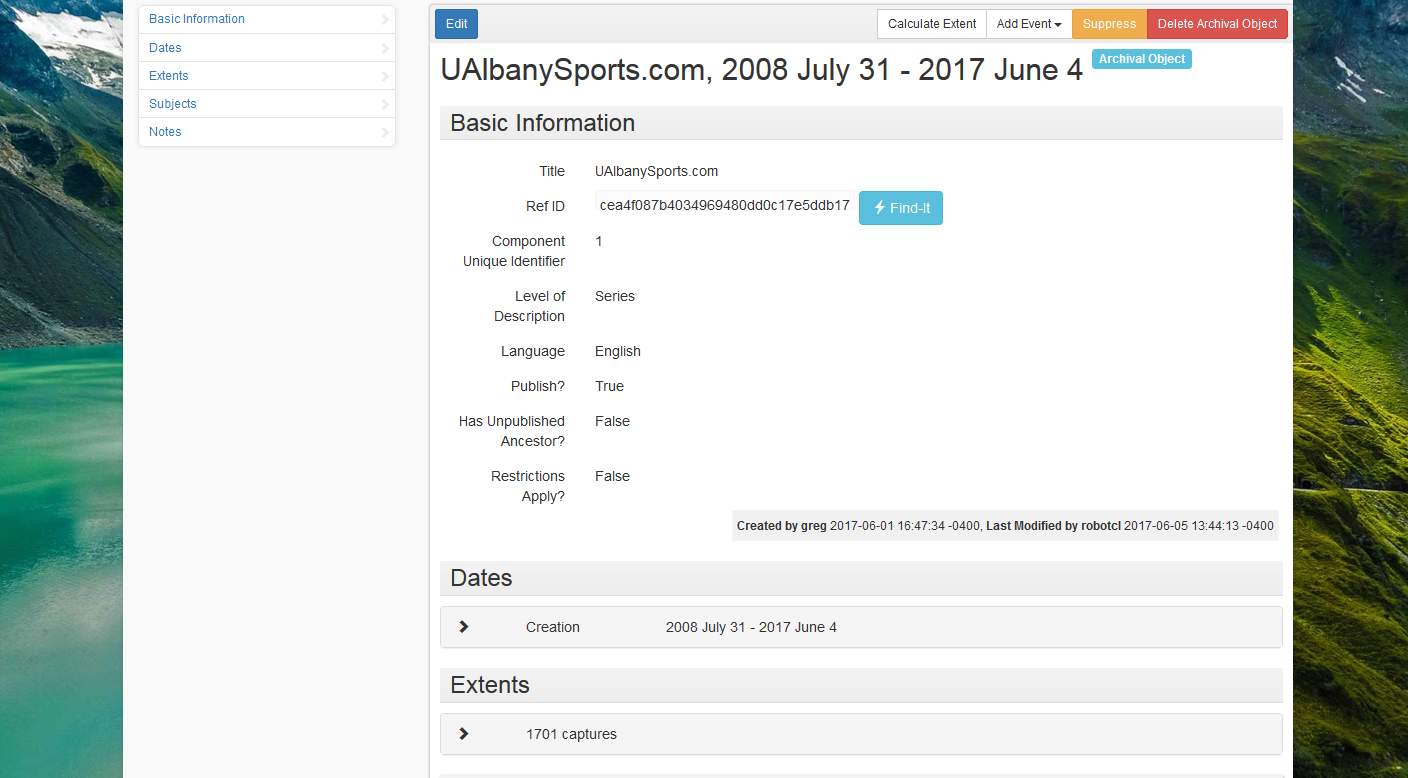 Basic Information
Dates
Extents
Subjects
Notes
Edit
Calculate Extent
Add Event
Suppress
Delete Archival Object
UAlbanySports.com, 2008 July 31 - 2017 June 4
Archival Object
Basic Information
Title UAlbanySports.com
Ref ID cea4f087b4034969480dd0c17e5ddb17 Find-It
Component 1
Unique Identifier
Level of Series
Description
Language English
Publish? True
Has Unpublished False
Ancestor?
Restrictions False
Apply?
Created by greg 2017-06-01 16:47:34 -0400, Last Modified by robotcl 2017-06-05 13:44:13 -0400
Dates
Creation 2008 July 31 - 2017 June 4
Extents
1701 captures